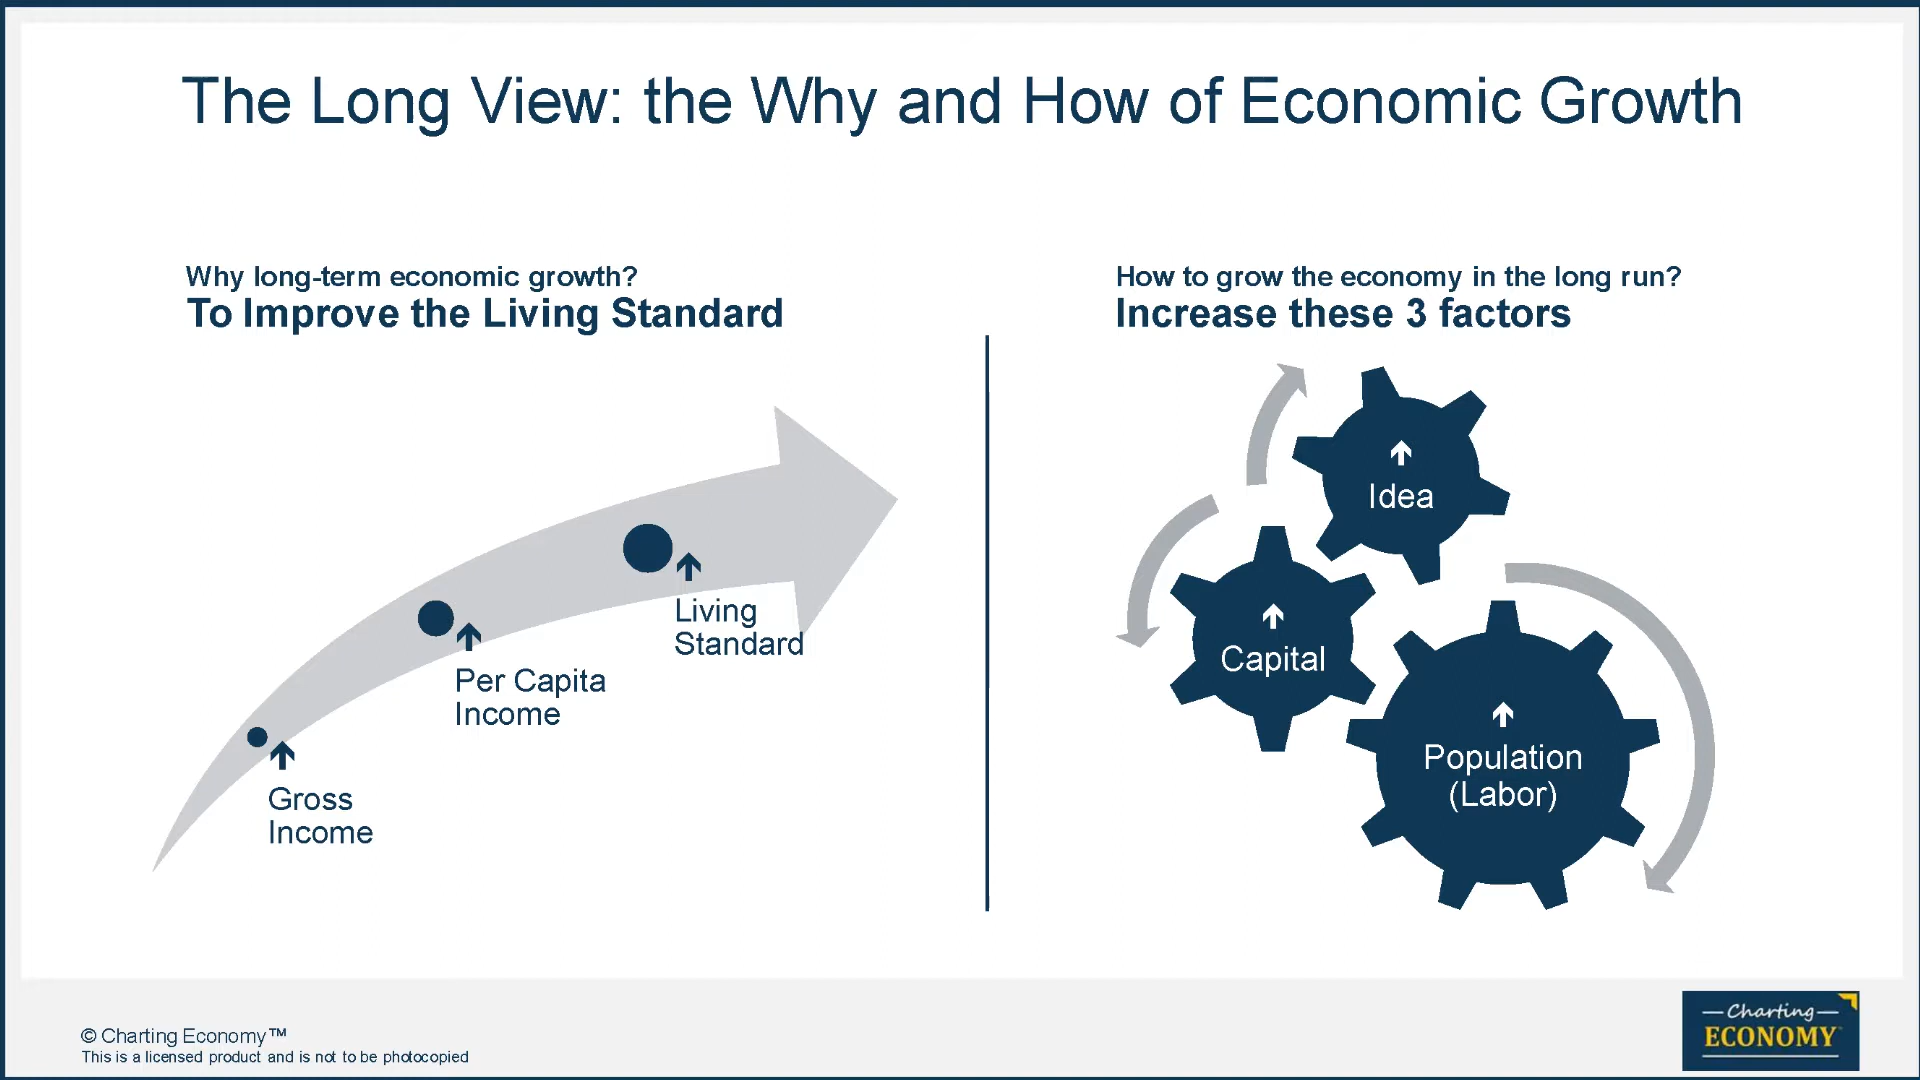 The Long View: the Why and How of Economic Growth
Why long-term economic growth?
To Improve the Living Standard
Gross
Income
Per Capita
Income
Living
Standard
How to grow the economy in the long run?
Increase these 3 factors
Idea
Capital
Population
(Labor)
© Charting Economy™
This is a licensed product and is not to be photocopied
Charting
ECONOMY